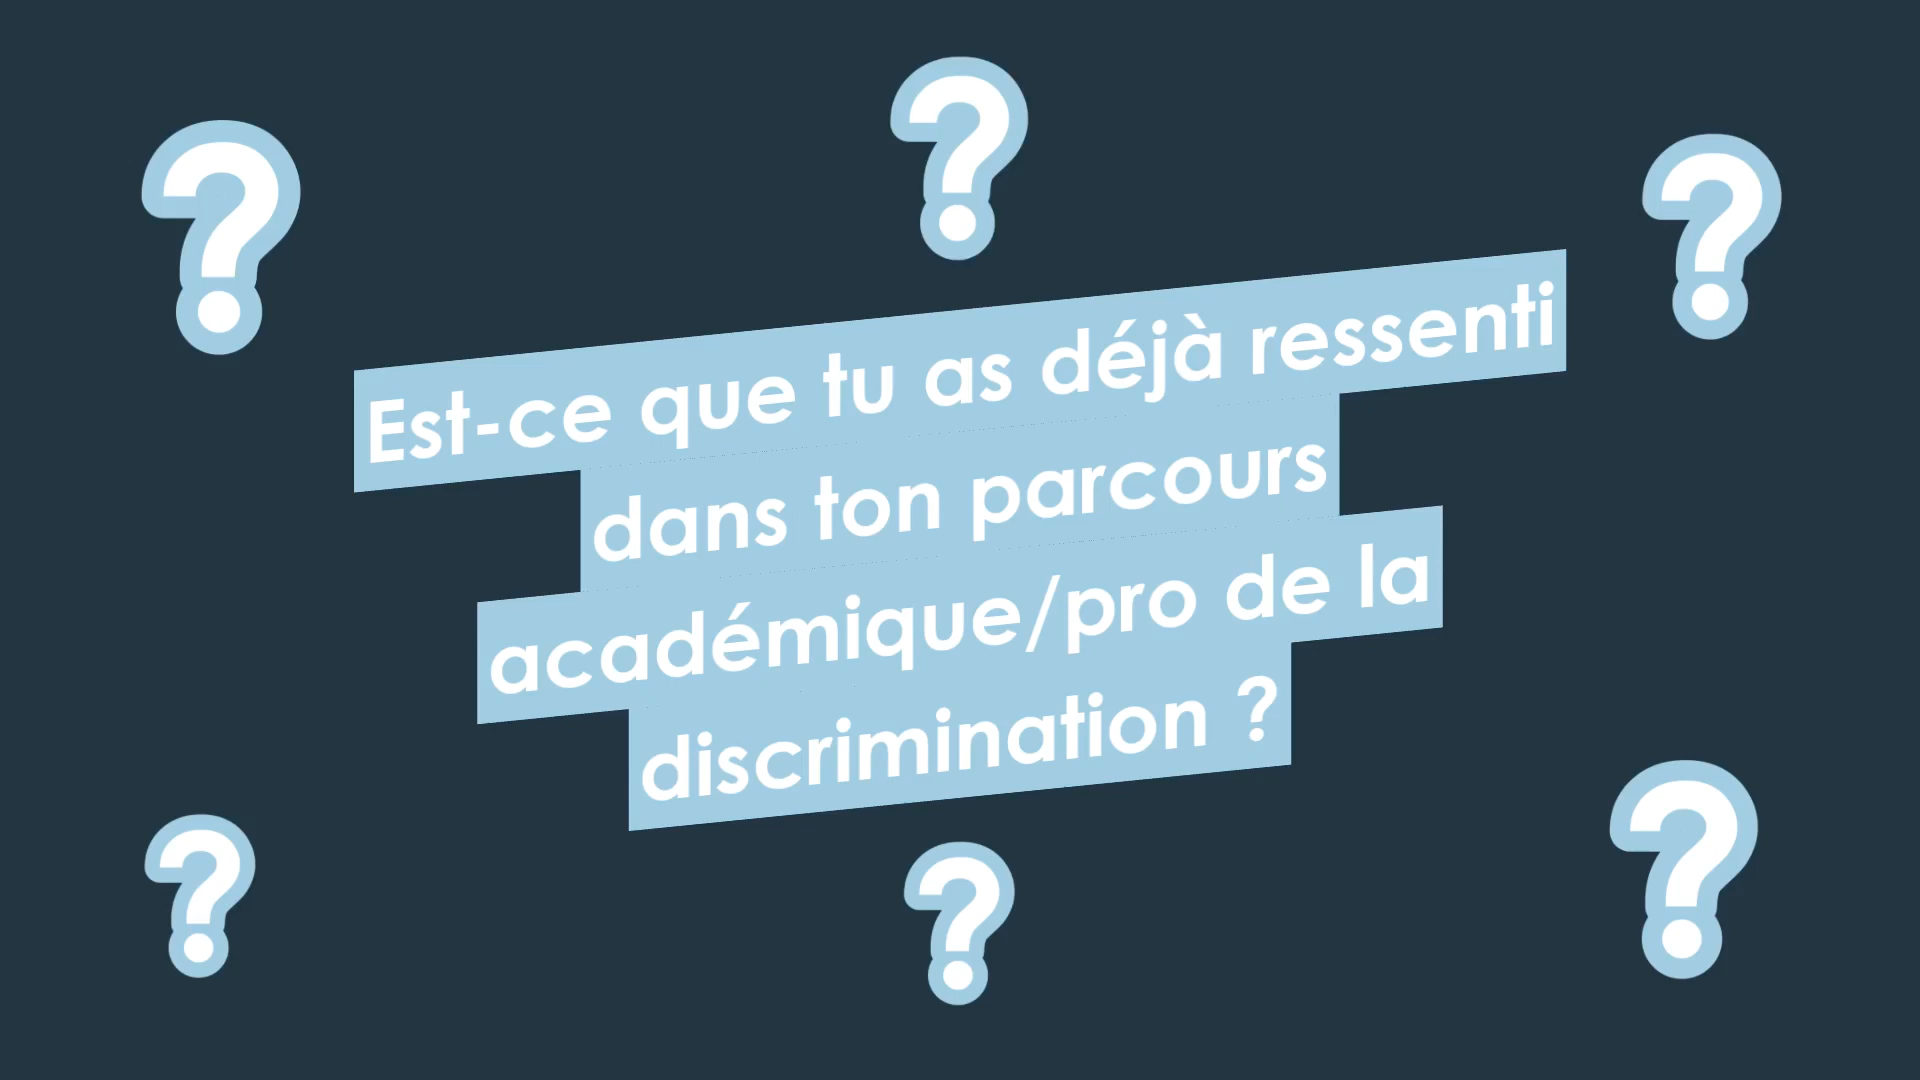 Est-ce que tu as déjà ressenti
dans ton parcours
académique/pro de la
discrimination ?